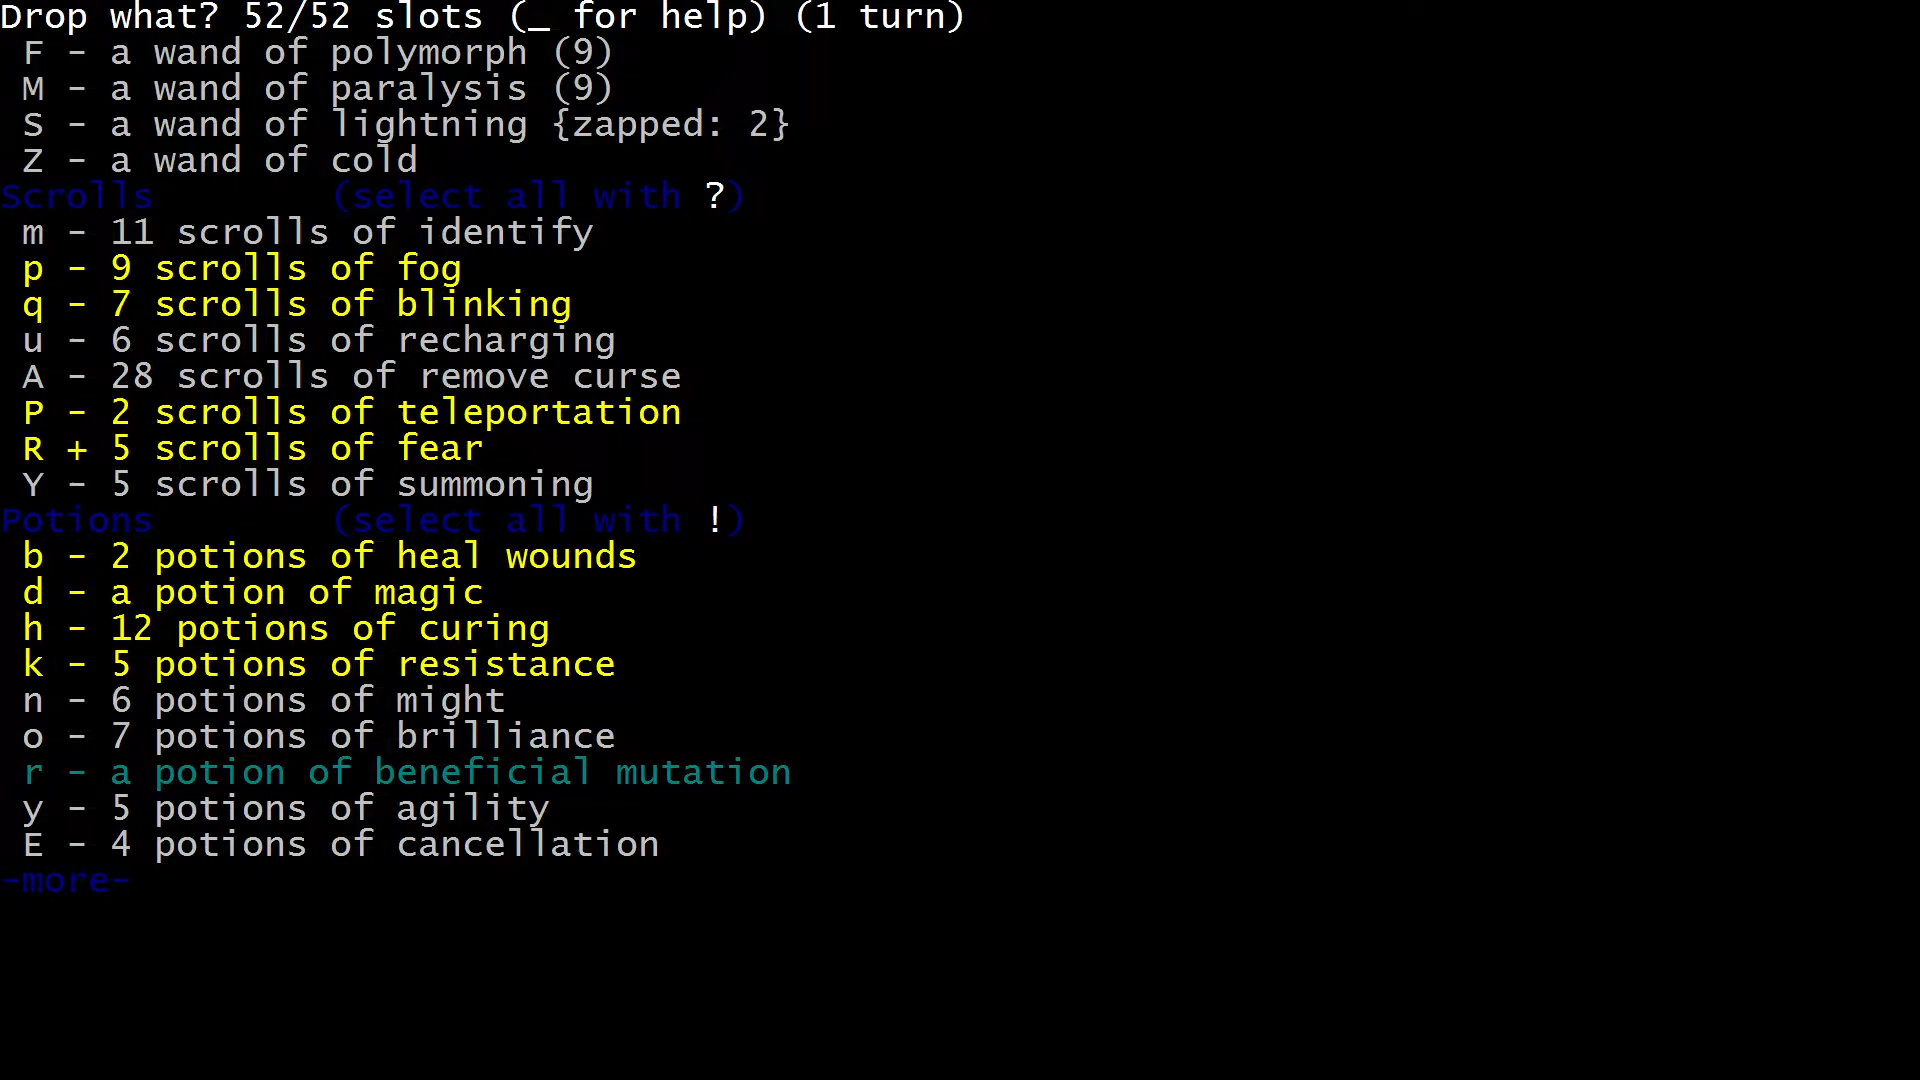 Drop what? 52/52 slots (_ for help) (1 turn)
F - a wand of polymorph (9)
M - a wand of paralysis (9)
S - a wand of lightning {zapped: 2}
Z - a wand of cold
Scrolls (select all with ?)
m - 11 scrolls of identify
p - 9 scrolls of fog
q - 7 scrolls of blinking
u - 6 scrolls of recharging
A - 28 scrolls of remove curse
P - 2 scrolls of teleportation
R + 5 scrolls of fear
Y - 5 scrolls of summoning
Potions (select all with !)
b - 2 potions of heal wounds
d - a potion of magic
h - 12 potions of curing
k - 5 potions of resistance
n - 6 potions of might
o - 7 potions of brilliance
r - a potion of beneficial mutation
y - 5 potions of agility
E - 4 potions of cancellation
-more-